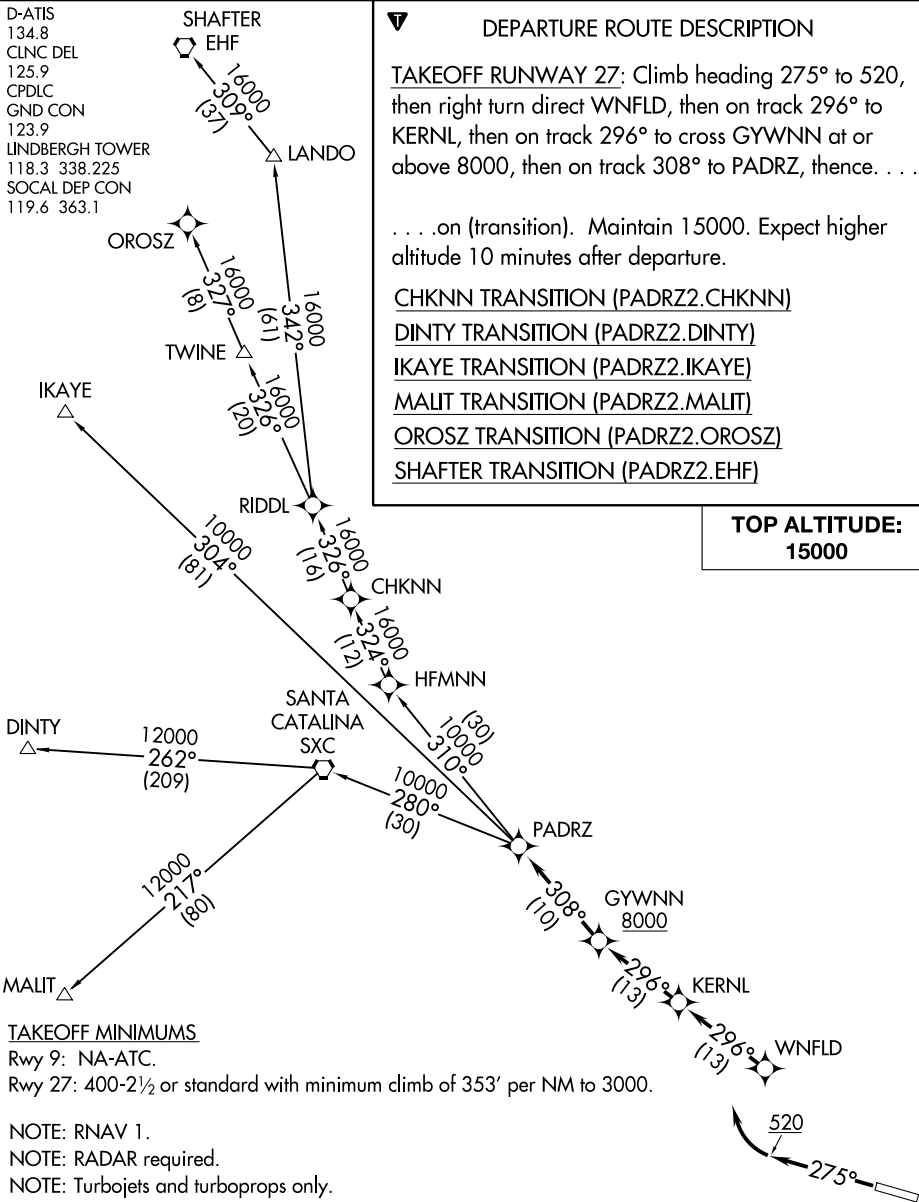 D-ATIS
134.8
CLNC DEL
125.9
CPDLC
GND CON
123.9
LINDBERGH TOWER
118.3 338.225
SOCAL DEP CON
119.6 363.1
SHAFTER
EHF
16000
309°
(37)
LANDO
OROSZ
16000
327°
(8)
16000
342°
(61)
TWINE
16000
326°
(20)
IKAYE
RIDDL
10000
304°
(81)
16000
326°
(16)
CHKNN
16000
324°
(12)
HFMNN
SANTA
CATALINA
SXC
(30)
10000
310°
DINTY
12000
262°
(209)
10000
280°
(30)
PADRZ
12000
217°
(80)
308°
(10)
GYWNN
8000
MALIT
296°
(13)
KERNL
296°
(13)
WNFLD
520
275°
T
DEPARTURE ROUTE DESCRIPTION
TAKEOFF RUNWAY 27: Climb heading 275° to 520,
then right turn direct WNFLD, then on track 296° to
KERNL, then on track 296° to cross GYWNN at or
above 8000, then on track 308° to PADRZ, thence. . . .
. . . .on (transition). Maintain 15000. Expect higher
altitude 10 minutes after departure.
CHKNN TRANSITION (PADRZ2.CHKNN)
DINTY TRANSITION (PADRZ2.DINTY)
IKAYE TRANSITION (PADRZ2.IKAYE)
MALIT TRANSITION (PADRZ2.MALIT)
OROSZ TRANSITION (PADRZ2.OROSZ)
SHAFTER TRANSITION (PADRZ2.EHF)
TOP ALTITUDE:
15000
TAKEOFF MINIMUMS
Rwy 9: NA-ATC.
Rwy 27: 400-2½ or standard with minimum climb of 353′ per NM to 3000.
NOTE: RNAV 1.
NOTE: RADAR required.
NOTE: Turbojets and turboprops only.